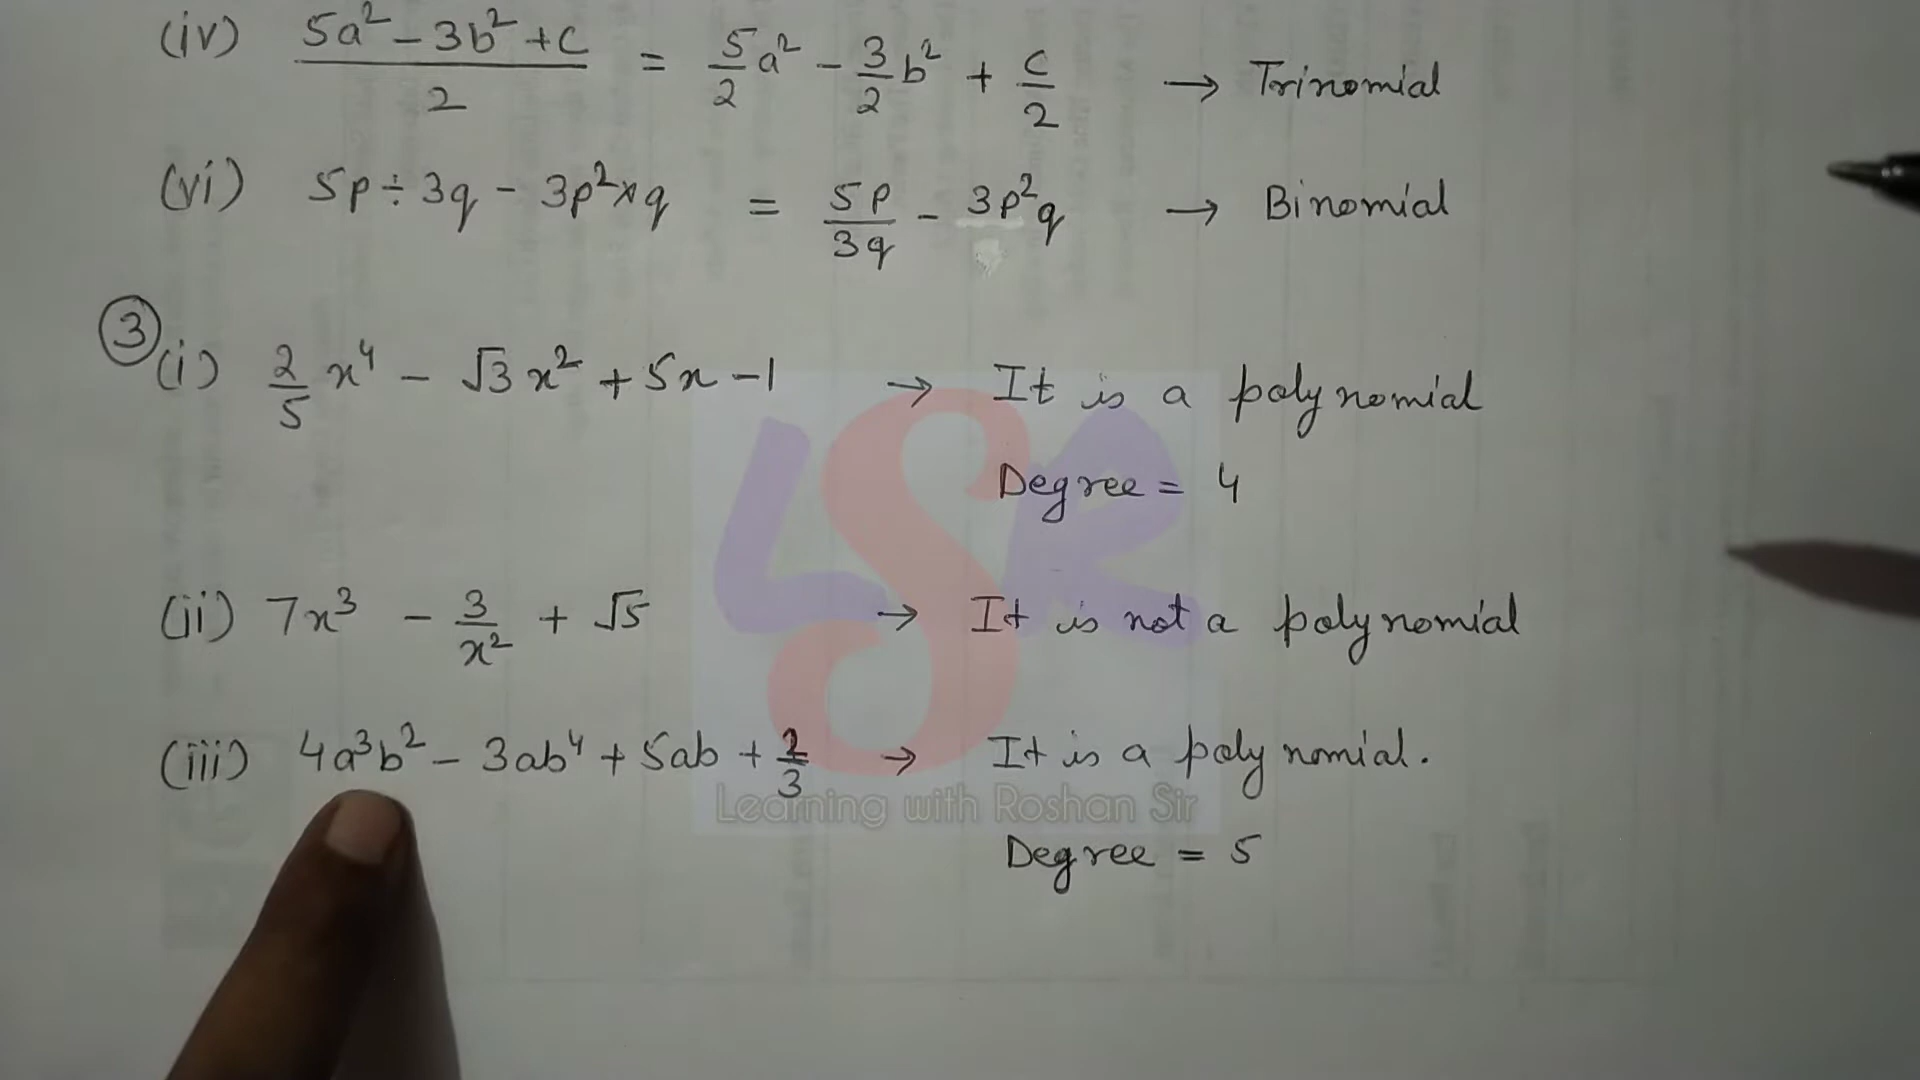 (iv) (5a² – 3b² + c)/2 = 5/2 a² – 3/2 b² + c/2 → Trinomial
(vi) 5p ÷ 3q – 3p² × q = 5p/3q – 3p²q → Binomial
③ (i) 2/5 x⁴ – √3 x² + 5x – 1 → It is a polynomial
Degree = 4
(ii) 7x³ – 3/x² + √5 → It is not a polynomial
(iii) 4a³b² – 3ab⁴ + 5ab + 2/3 → It is a polynomial.
LSR
Learning with Roshan Sir
Degree = 5